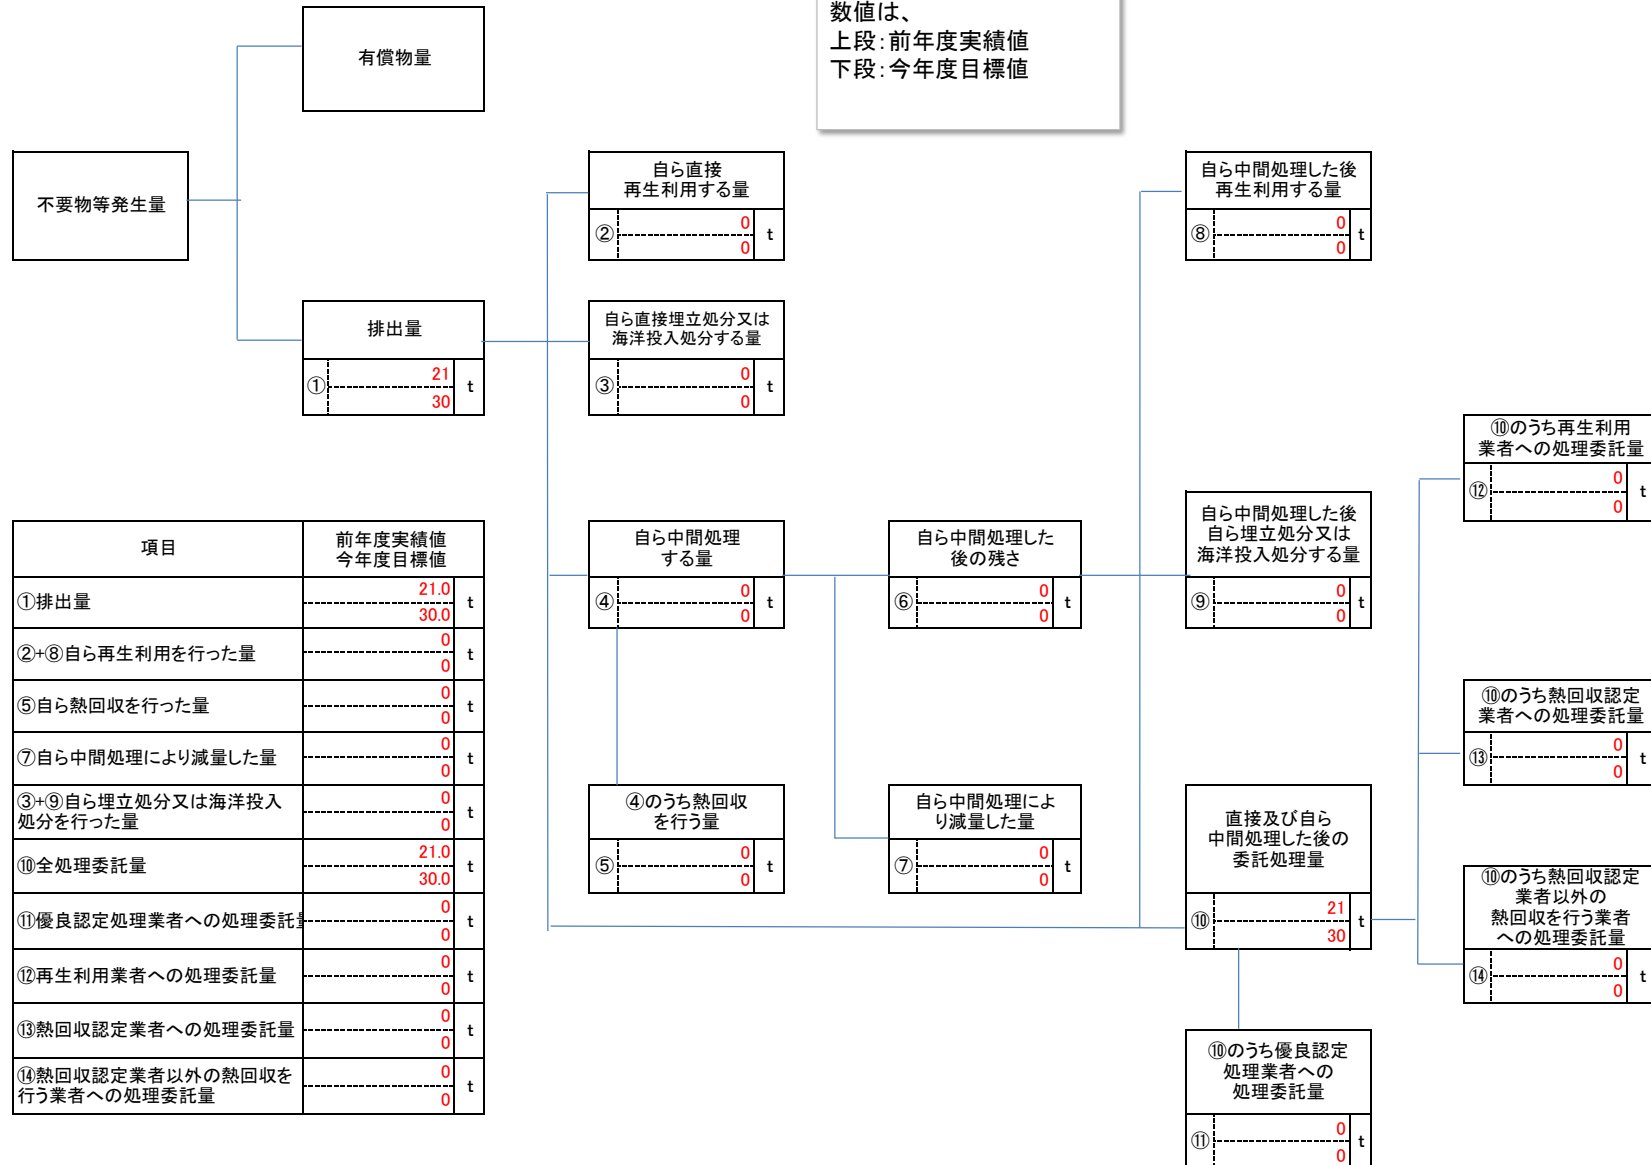 数値は、
上段：前年度実績値
下段：今年度目標値
有償物量
不要物等発生量
自ら直接
再生利用する量
② 0 t
0
自ら中間処理した後
再生利用する量
⑧ 0 t
0
排出量
① 21 t
30
自ら直接埋立処分又は
海洋投入処分する量
③ 0 t
0
⑩のうち再生利用
業者への処理委託量
⑫ 0 t
0
自ら中間処理
する量
④ 0 t
0
自ら中間処理した
後の残さ
⑥ 0 t
0
自ら中間処理した後
自ら埋立処分又は
海洋投入処分する量
⑨ 0 t
0
⑩のうち熱回収認定
業者への処理委託量
⑬ 0 t
0
④のうち熱回収
を行う量
⑤ 0 t
0
自ら中間処理によ
り減量した量
⑦ 0 t
0
直接及び自ら
中間処理した後の
委託処理量
⑩ 21 t
30
⑩のうち熱回収認定
業者以外の
熱回収を行う業者
への処理委託量
⑭ 0 t
0
⑩のうち優良認定
処理業者への
処理委託量
⑪ 0 t
0
項目 前年度実績値
今年度目標値
①排出量 21.0 t
30.0
②+⑧自ら再生利用を行った量 0 t
0
⑤自ら熱回収を行った量 0 t
0
⑦自ら中間処理により減量した量 0 t
0
③+⑨自ら埋立処分又は海洋投入
処分を行った量 0 t
0
⑩全処理委託量 21.0 t
30.0
⑪優良認定処理業者への処理委託 0 t
0
⑫再生利用業者への処理委託量 0 t
0
⑬熱回収認定業者への処理委託量 0 t
0
⑭熱回収認定業者以外の熱回収を
行う業者への処理委託量 0 t
0